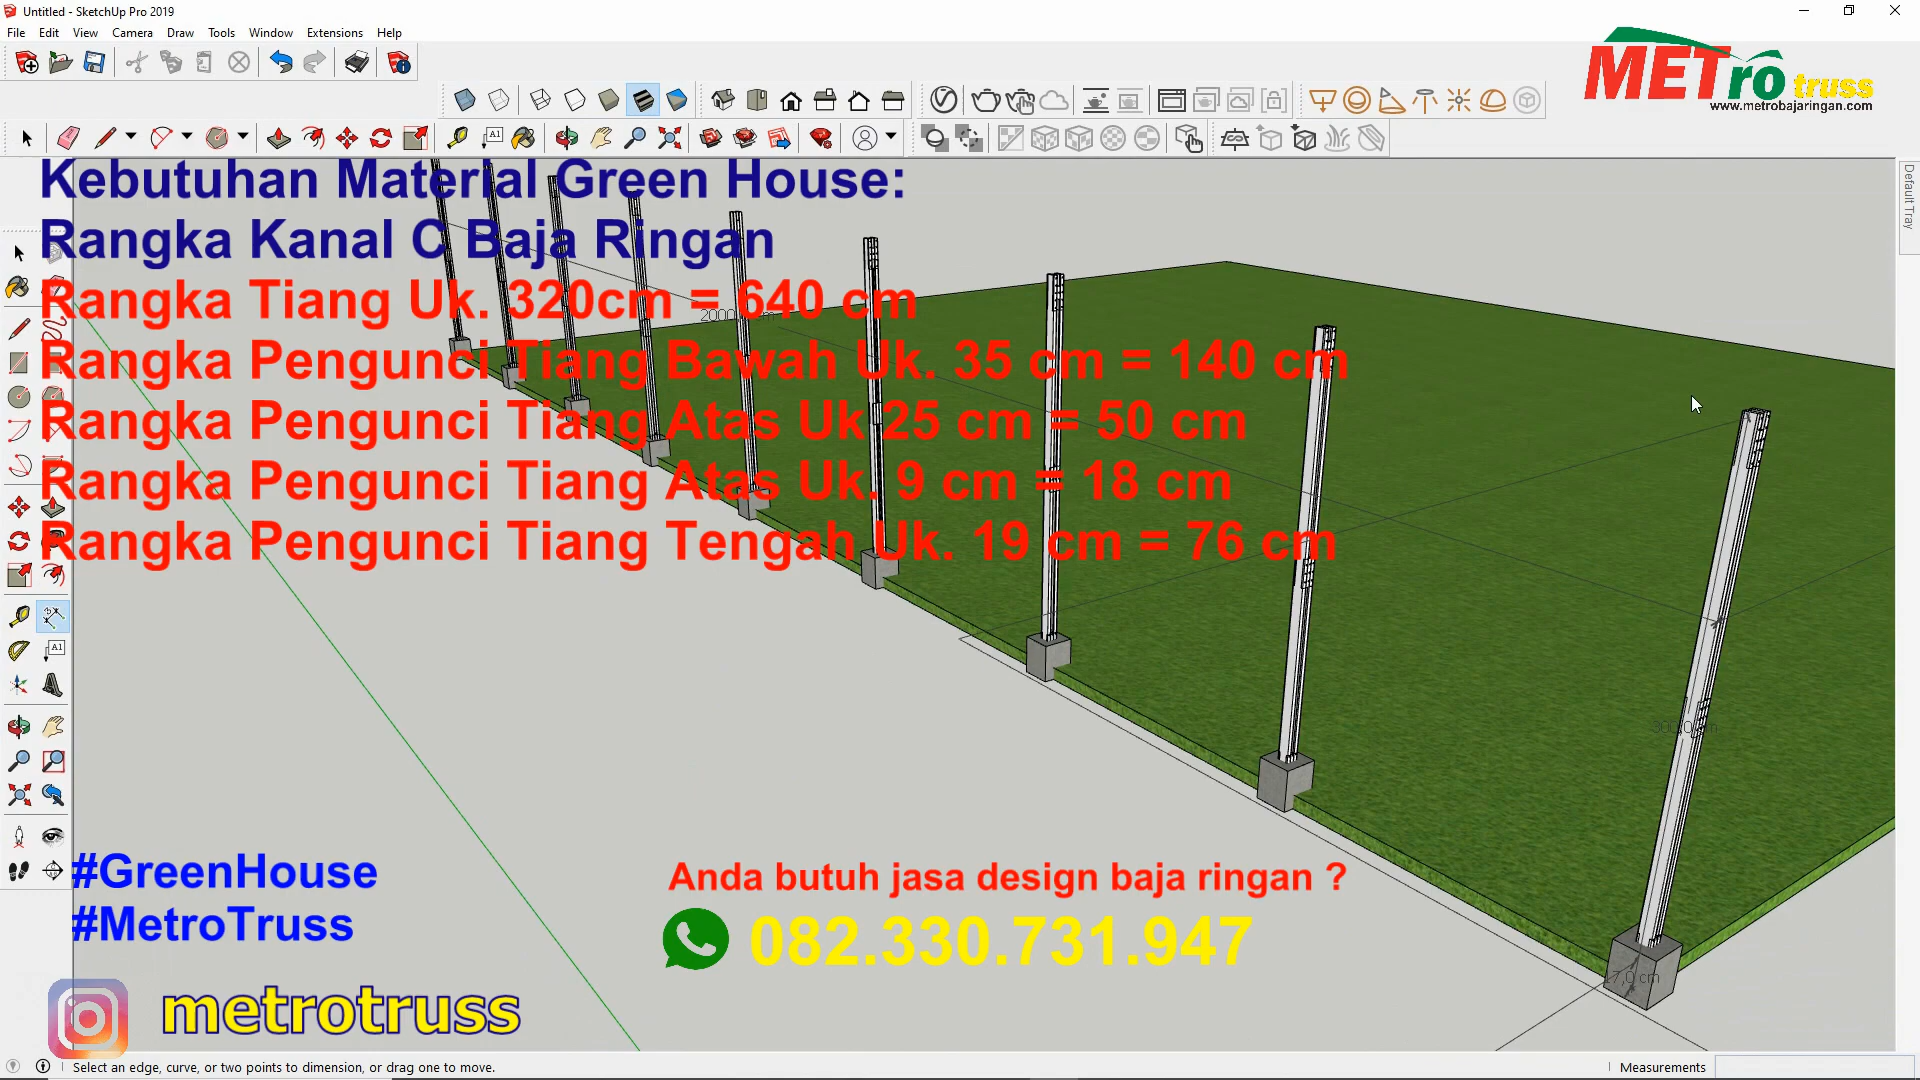 Untitled - SketchUp Pro 2019
File Edit View Camera Draw Tools Window Extensions Help
METro truss
www.metrobajaringan.com
A1
Default Tray
Kebutuhan Material Green House:
Rangka Kanal C Baja Ringan
Rangka Tiang Uk. 320cm = 640 cm
Rangka Pengunci Tiang Bawah Uk. 35 cm = 140 cm
Rangka Pengunci Tiang Atas Uk 25 cm = 50 cm
Rangka Pengunci Tiang Atas Uk. 9 cm = 18 cm
Rangka Pengunci Tiang Tengah Uk. 19 cm = 76 cm
A1
#GreenHouse
#MetroTruss
Anda butuh jasa design baja ringan ?
082.330.731.947
metrotruss
Select an edge, curve, or two points to dimension, or drag one to move.
Measurements